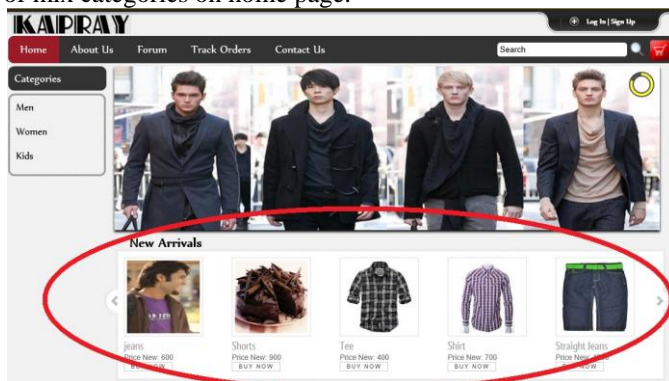 of mix categories on home page.
KAPRAY
Log In | Sign Up
Home About Us Forum Track Orders Contact Us Search
Categories
Men
Women
Kids
New Arrivals
jeans Shorts Tee Shirt Straight Jeans
Price New: 600 Price New: 900 Price New: 400 Price New: 700 Price New:
BUY NOW BUY NOW BUY NOW BUY NOW BUY NOW